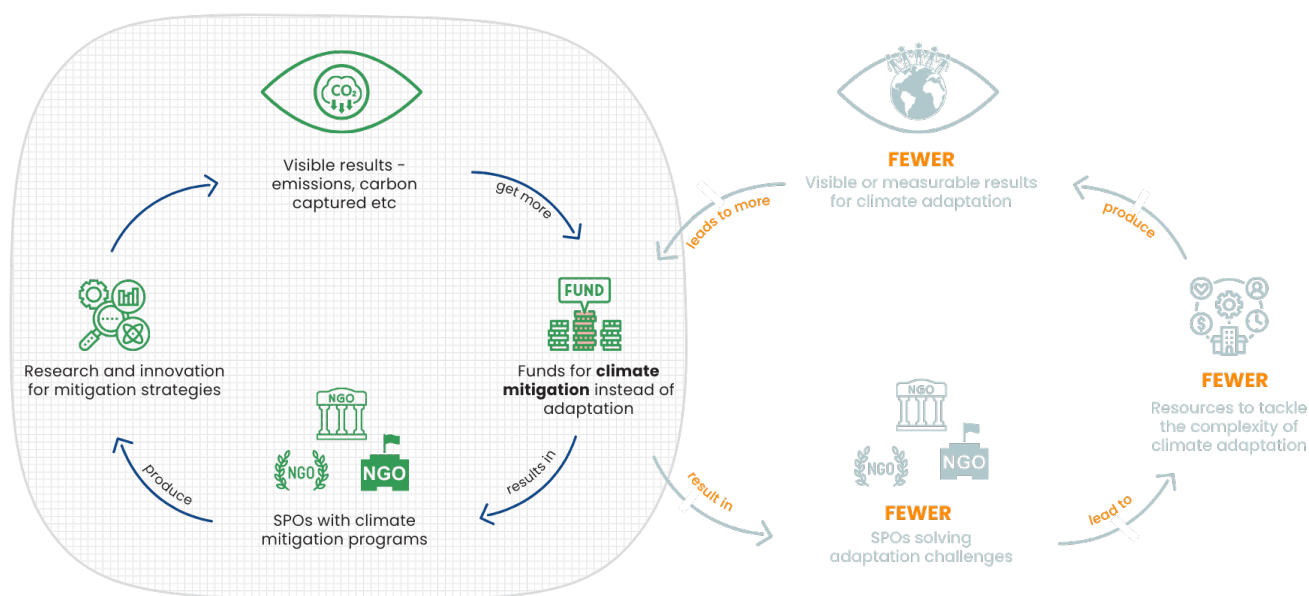 CO₂
Visible results -
emissions, carbon
captured etc
get more
FUND
Funds for climate
mitigation instead of
adaptation
results in
NGO
NGO
NGO
SPOs with climate
mitigation programs
produce
Research and innovation
for mitigation strategies
FEWER
Visible or measurable results
for climate adaptation
leads to more
produce
$
FEWER
Resources to tackle
the complexity of
climate adaptation
result in
NGO
NGO
NGO
FEWER
SPOs solving
adaptation challenges
lead to